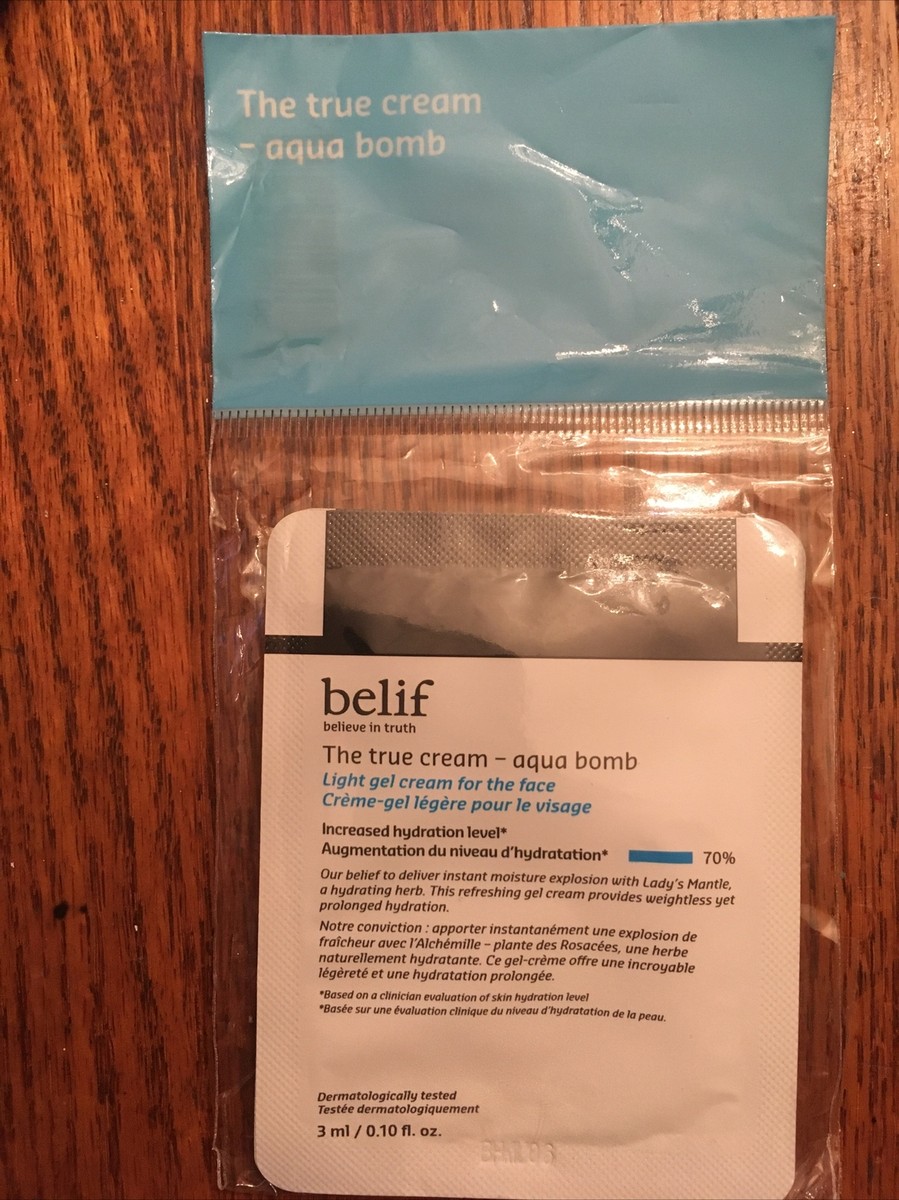 The true cream
– aqua bomb
belif
believe in truth
The true cream – aqua bomb
Light gel cream for the face
Crème-gel légère pour le visage
Increased hydration level*
Augmentation du niveau d'hydratation* 70%
Our belief to deliver instant moisture explosion with Lady's Mantle,
a hydrating herb. This refreshing gel cream provides weightless yet
prolonged hydration.
Notre conviction : apporter instantanément une explosion de
fraîcheur avec l'Alchémille – plante des Rosacées, une herbe
naturellement hydratante. Ce gel-crème offre une incroyable
légèreté et une hydratation prolongée.
*Based on a clinician evaluation of skin hydration level
*Basée sur une évaluation clinique du niveau d'hydratation de la peau.
Dermatologically tested
Testée dermatologiquement
3 ml / 0.10 fl. oz.